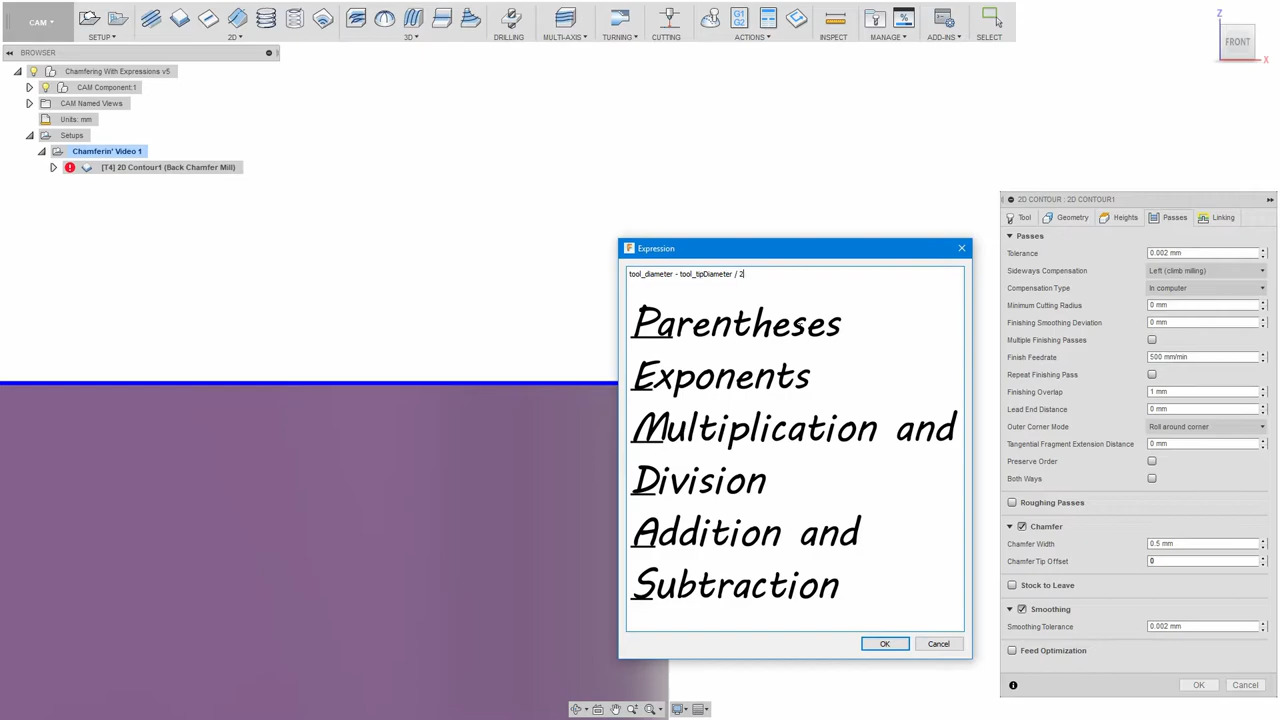 CAM
SETUP
2D
3D
DRILLING
MULTI-AXIS
TURNING
CUTTING
ACTIONS
INSPECT
MANAGE
ADD-INS
SELECT
G1
G2
%
BROWSER
Chamfering With Expressions v5
CAM Component:1
CAM Named Views
Units: mm
Setups
Chamferin' Video 1
[T4] 2D Contour1 (Back Chamfer Mill)
Z
FRONT
X
Expression
tool_diameter - tool_tipDiameter / 2
Parentheses
Exponents
Multiplication and
Division
Addition and
Subtraction
OK
Cancel
2D CONTOUR : 2D CONTOUR1
Tool
Geometry
Heights
Passes
Linking
Passes
Tolerance 0.002 mm
Sideways Compensation Left (climb milling)
Compensation Type In computer
Minimum Cutting Radius 0 mm
Finishing Smoothing Deviation 0 mm
Multiple Finishing Passes
Finish Feedrate 500 mm/min
Repeat Finishing Pass
Finishing Overlap 1 mm
Lead End Distance 0 mm
Outer Corner Mode Roll around corner
Tangential Fragment Extension Distance 0 mm
Preserve Order
Both Ways
Roughing Passes
Chamfer
Chamfer Width 0.5 mm
Chamfer Tip Offset 0
Stock to Leave
Smoothing
Smoothing Tolerance 0.002 mm
Feed Optimization
OK
Cancel